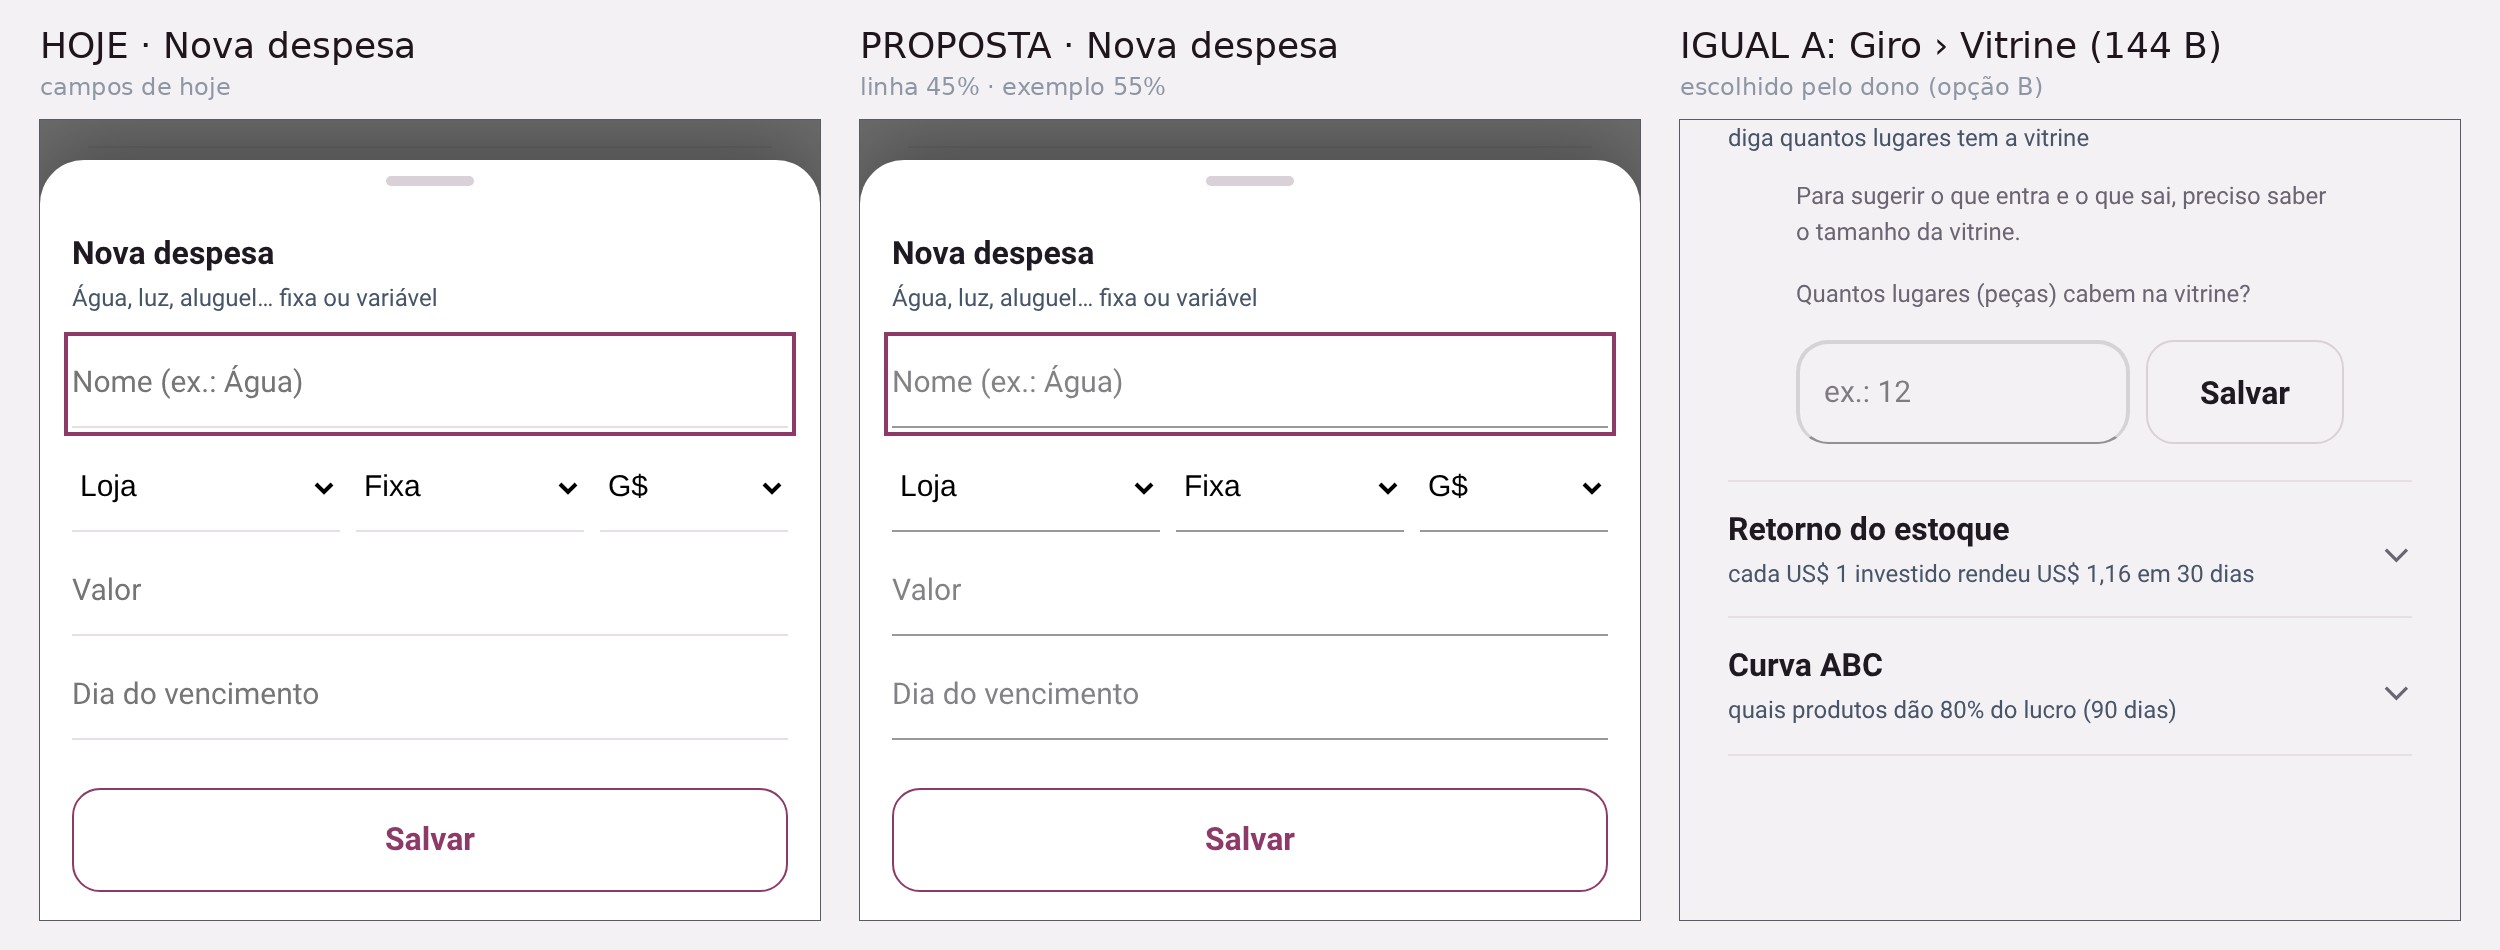 HOJE · Nova despesa
campos de hoje
Nova despesa
Água, luz, aluguel... fixa ou variável
Nome (ex.: Água)
Loja Fixa G$
Valor
Dia do vencimento
Salvar
PROPOSTA · Nova despesa
linha 45% · exemplo 55%
Nova despesa
Água, luz, aluguel... fixa ou variável
Nome (ex.: Água)
Loja Fixa G$
Valor
Dia do vencimento
Salvar
IGUAL A: Giro › Vitrine (144 B)
escolhido pelo dono (opção B)
diga quantos lugares tem a vitrine
Para sugerir o que entra e o que sai, preciso saber
o tamanho da vitrine.
Quantos lugares (peças) cabem na vitrine?
ex.: 12 Salvar
Retorno do estoque
cada US$ 1 investido rendeu US$ 1,16 em 30 dias
Curva ABC
quais produtos dão 80% do lucro (90 dias)